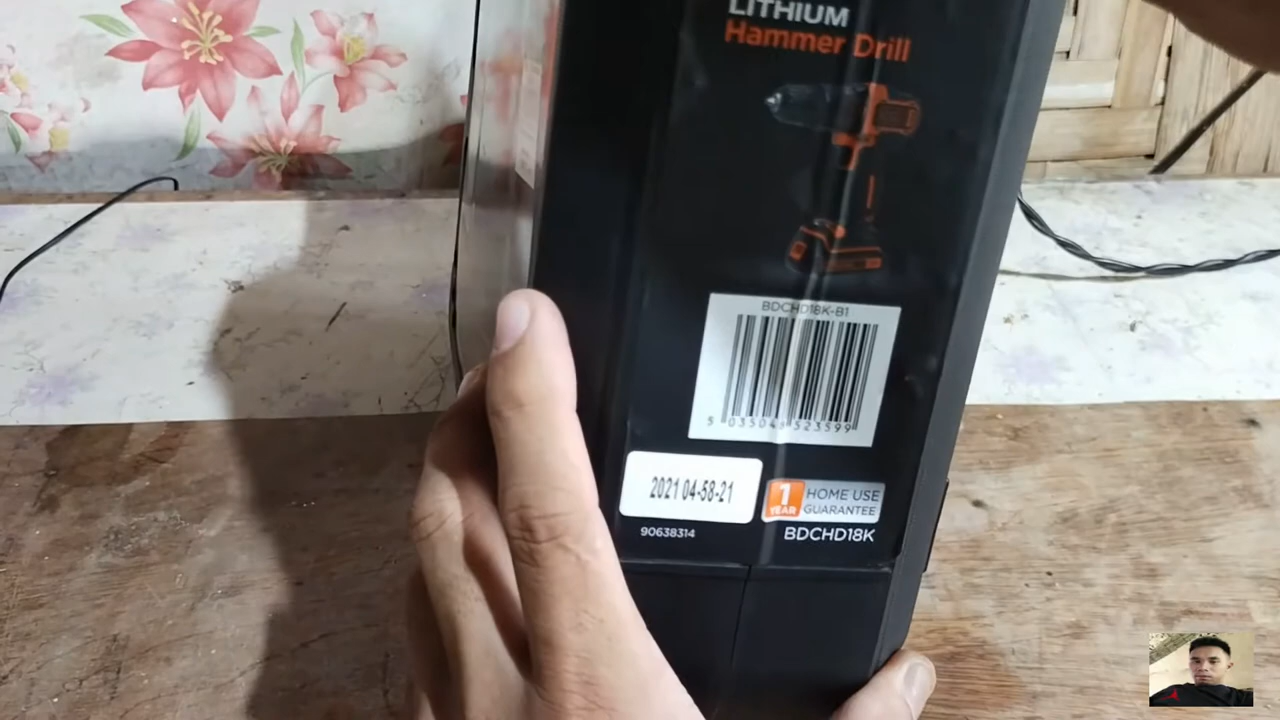 LITHIUM
Hammer Drill
BDCHD18K-B1
5 035048 523599
2021 04-58-21
1 YEAR
HOME USE
GUARANTEE
90638314
BDCHD18K